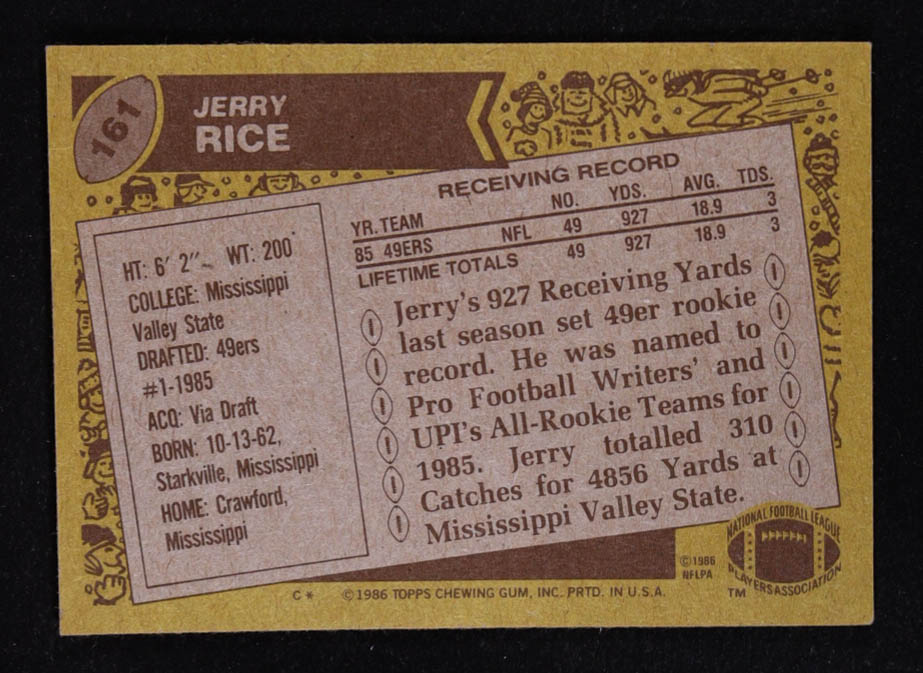 161
JERRY
RICE
RECEIVING RECORD
YR. TEAM NO. YDS. AVG. TDS.
85 49ERS NFL 49 927 18.9 3
LIFETIME TOTALS 49 927 18.9 3
HT: 6' 2" WT: 200
COLLEGE: Mississippi
Valley State
DRAFTED: 49ers
#1-1985
ACQ: Via Draft
BORN: 10-13-62,
Starkville, Mississippi
HOME: Crawford,
Mississippi
Jerry's 927 Receiving Yards
last season set 49er rookie
record. He was named to
Pro Football Writers' and
UPI's All-Rookie Teams for
1985. Jerry totalled 310
Catches for 4856 Yards at
Mississippi Valley State.
©1986
NFLPA
NATIONAL FOOTBALL LEAGUE
PLAYERS ASSOCIATION
TM
C* ©1986 TOPPS CHEWING GUM, INC. PRTD. IN U.S.A.